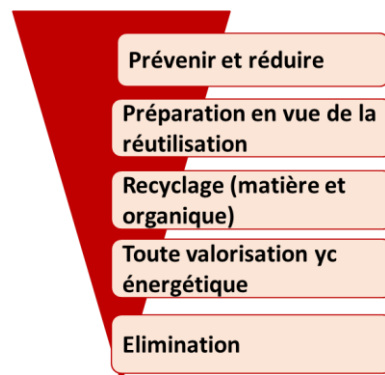 Prévenir et réduire
Préparation en vue de la
réutilisation
Recyclage (matière et
organique)
Toute valorisation yc
énergétique
Elimination